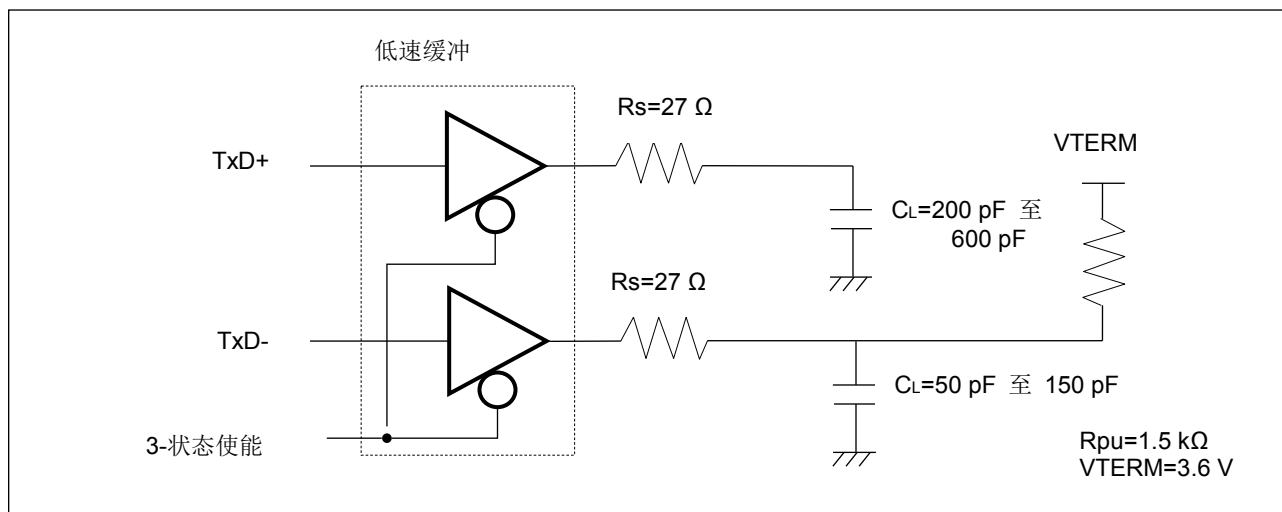 低速缓冲
Rs=27 Ω
TxD+
VTERM
CL=200 pF 至
600 pF
Rs=27 Ω
TxD-
CL=50 pF 至 150 pF
3-状态使能
Rpu=1.5 kΩ
VTERM=3.6 V